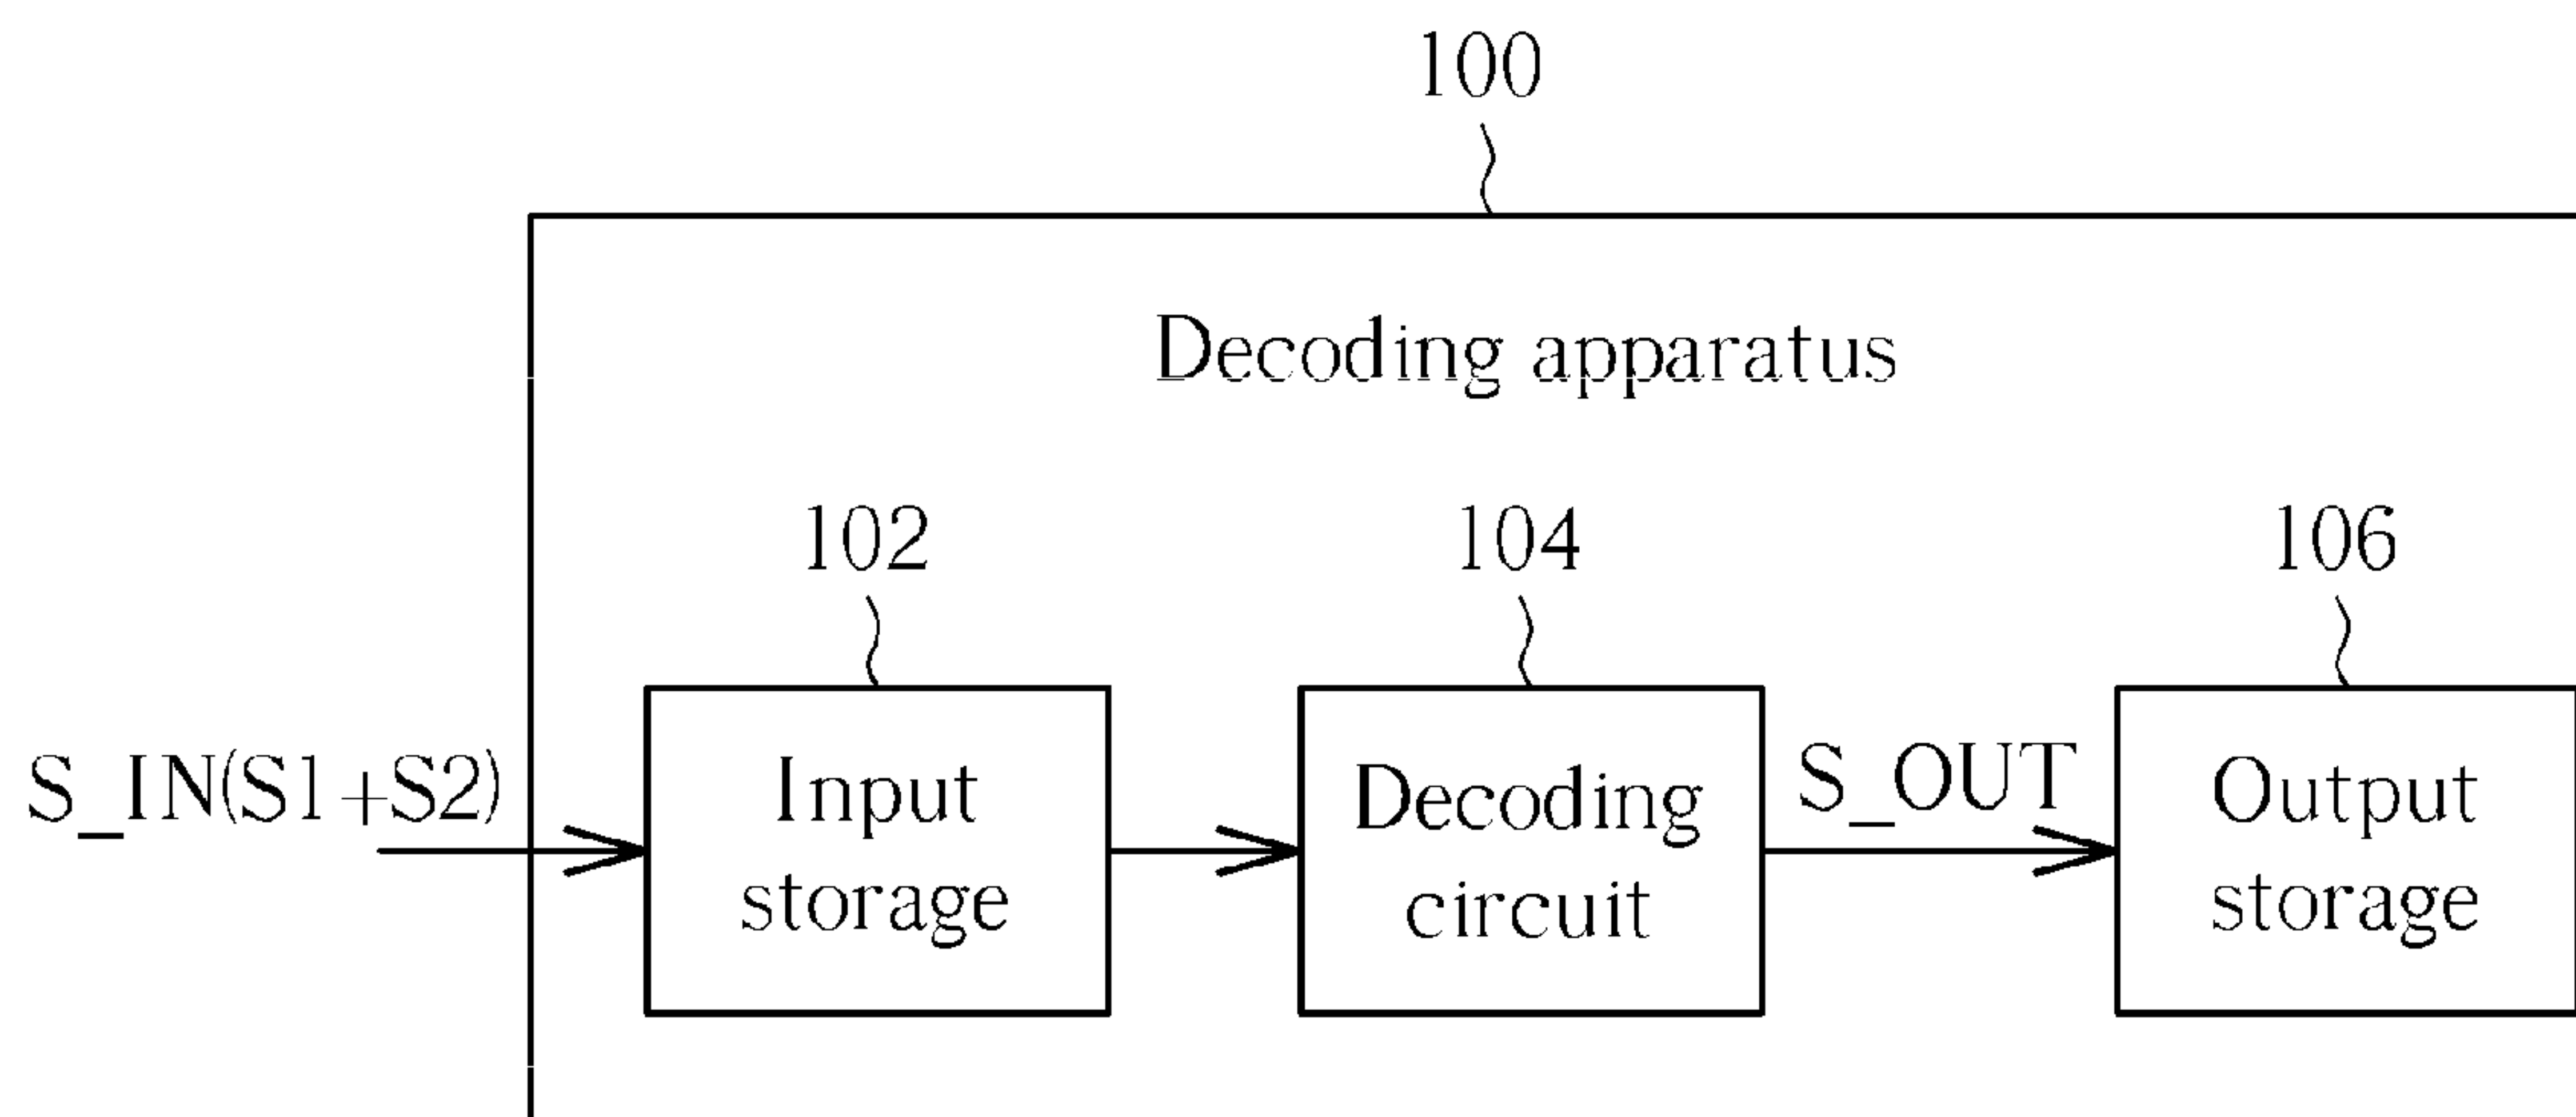 100
Decoding apparatus
102
104
106
S_IN(S1+S2)
Input
storage
Decoding
circuit
S_OUT
Output
storage